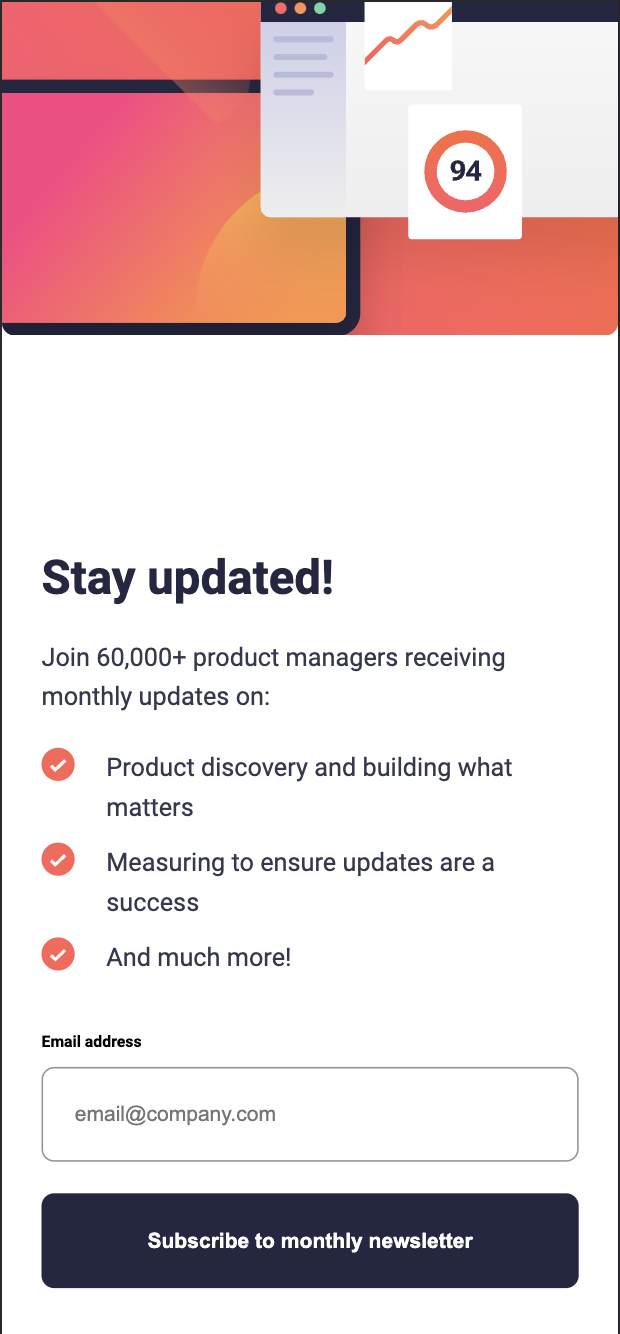 94
Stay updated!
Join 60,000+ product managers receiving
monthly updates on:
Product discovery and building what
matters
Measuring to ensure updates are a
success
And much more!
Email address
email@company.com
Subscribe to monthly newsletter